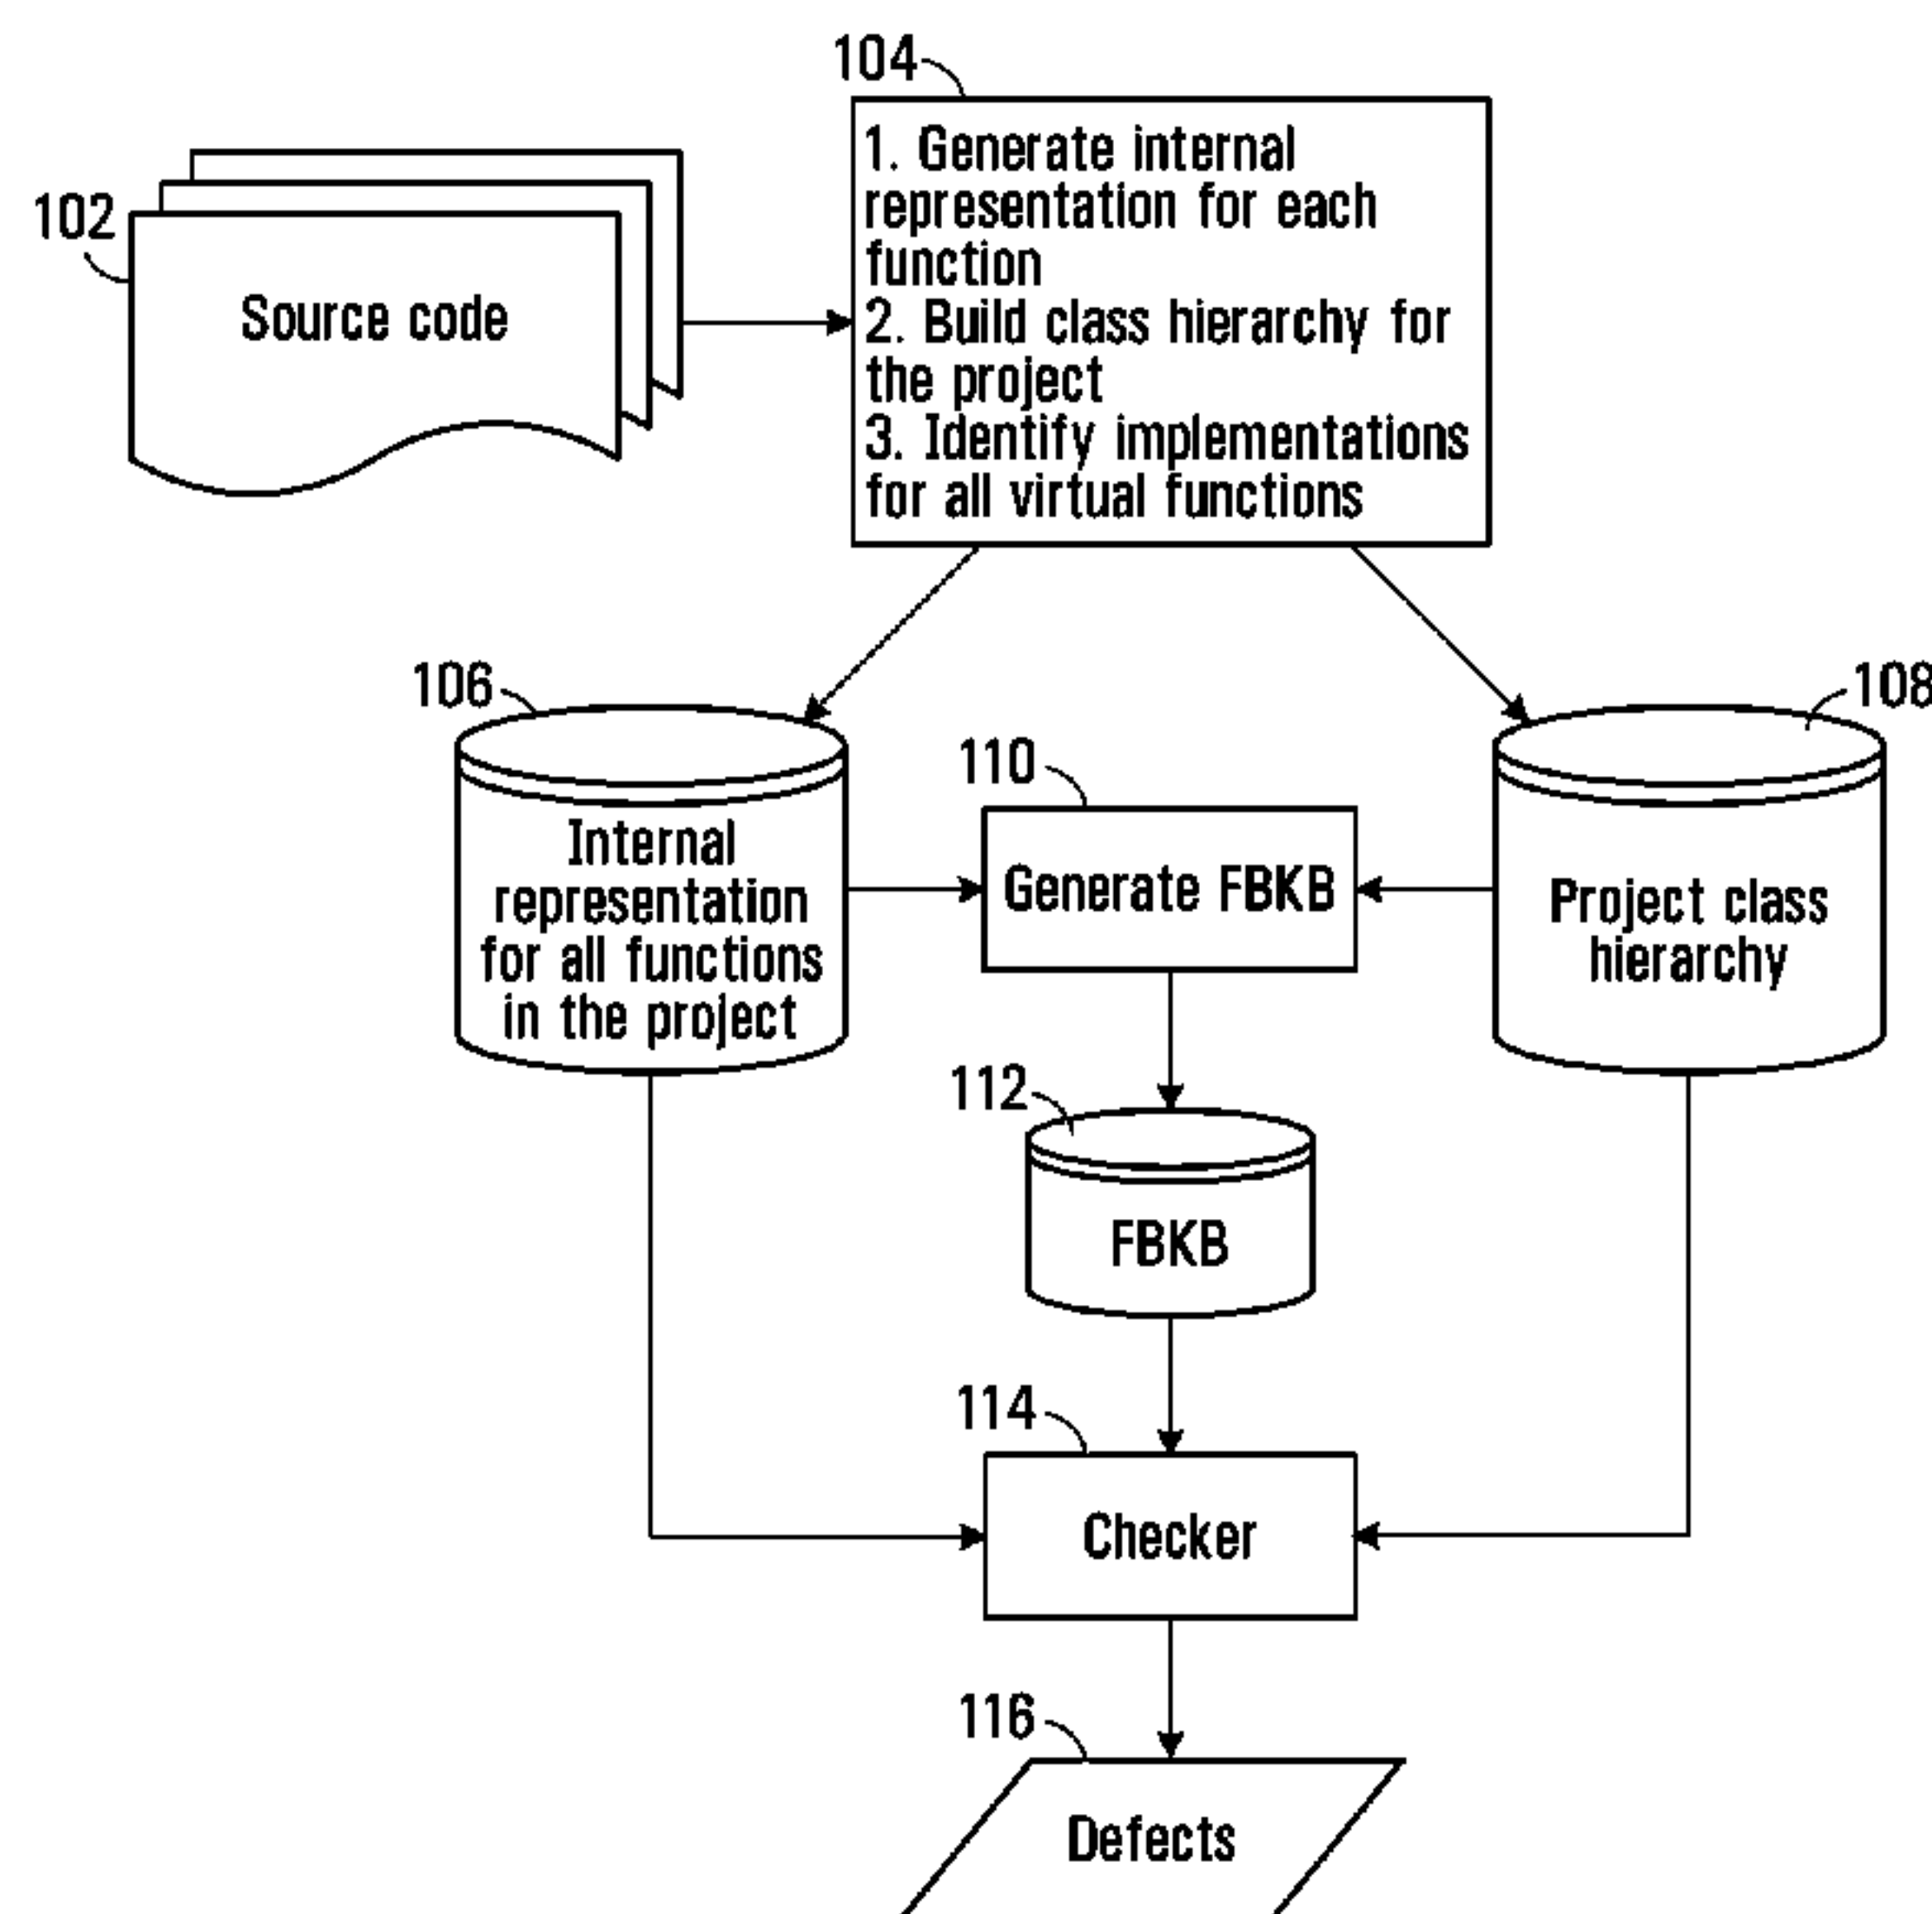 104
1. Generate internal
representation for each
function
2. Build class hierarchy for
the project
3. Identify implementations
for all virtual functions
102
Source code
106
108
Internal
representation
for all functions
in the project
110
Generate FBKB
Project class
hierarchy
112
FBKB
114
Checker
116
Defects